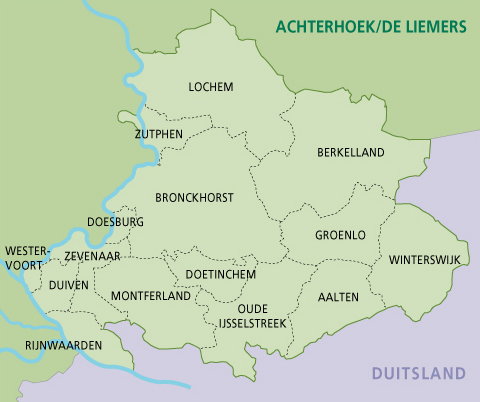 ACHTERHOEK/DE LIEMERS
LOCHEM
ZUTPHEN
BERKELLAND
BRONCKHORST
DOESBURG
GROENLO
WESTER-
VOORT
ZEVENAAR
WINTERSWIJK
DOETINCHEM
DUIVEN
MONTFERLAND
AALTEN
OUDE
IJSSELSTREEK
RIJNWAARDEN
DUITSLAND